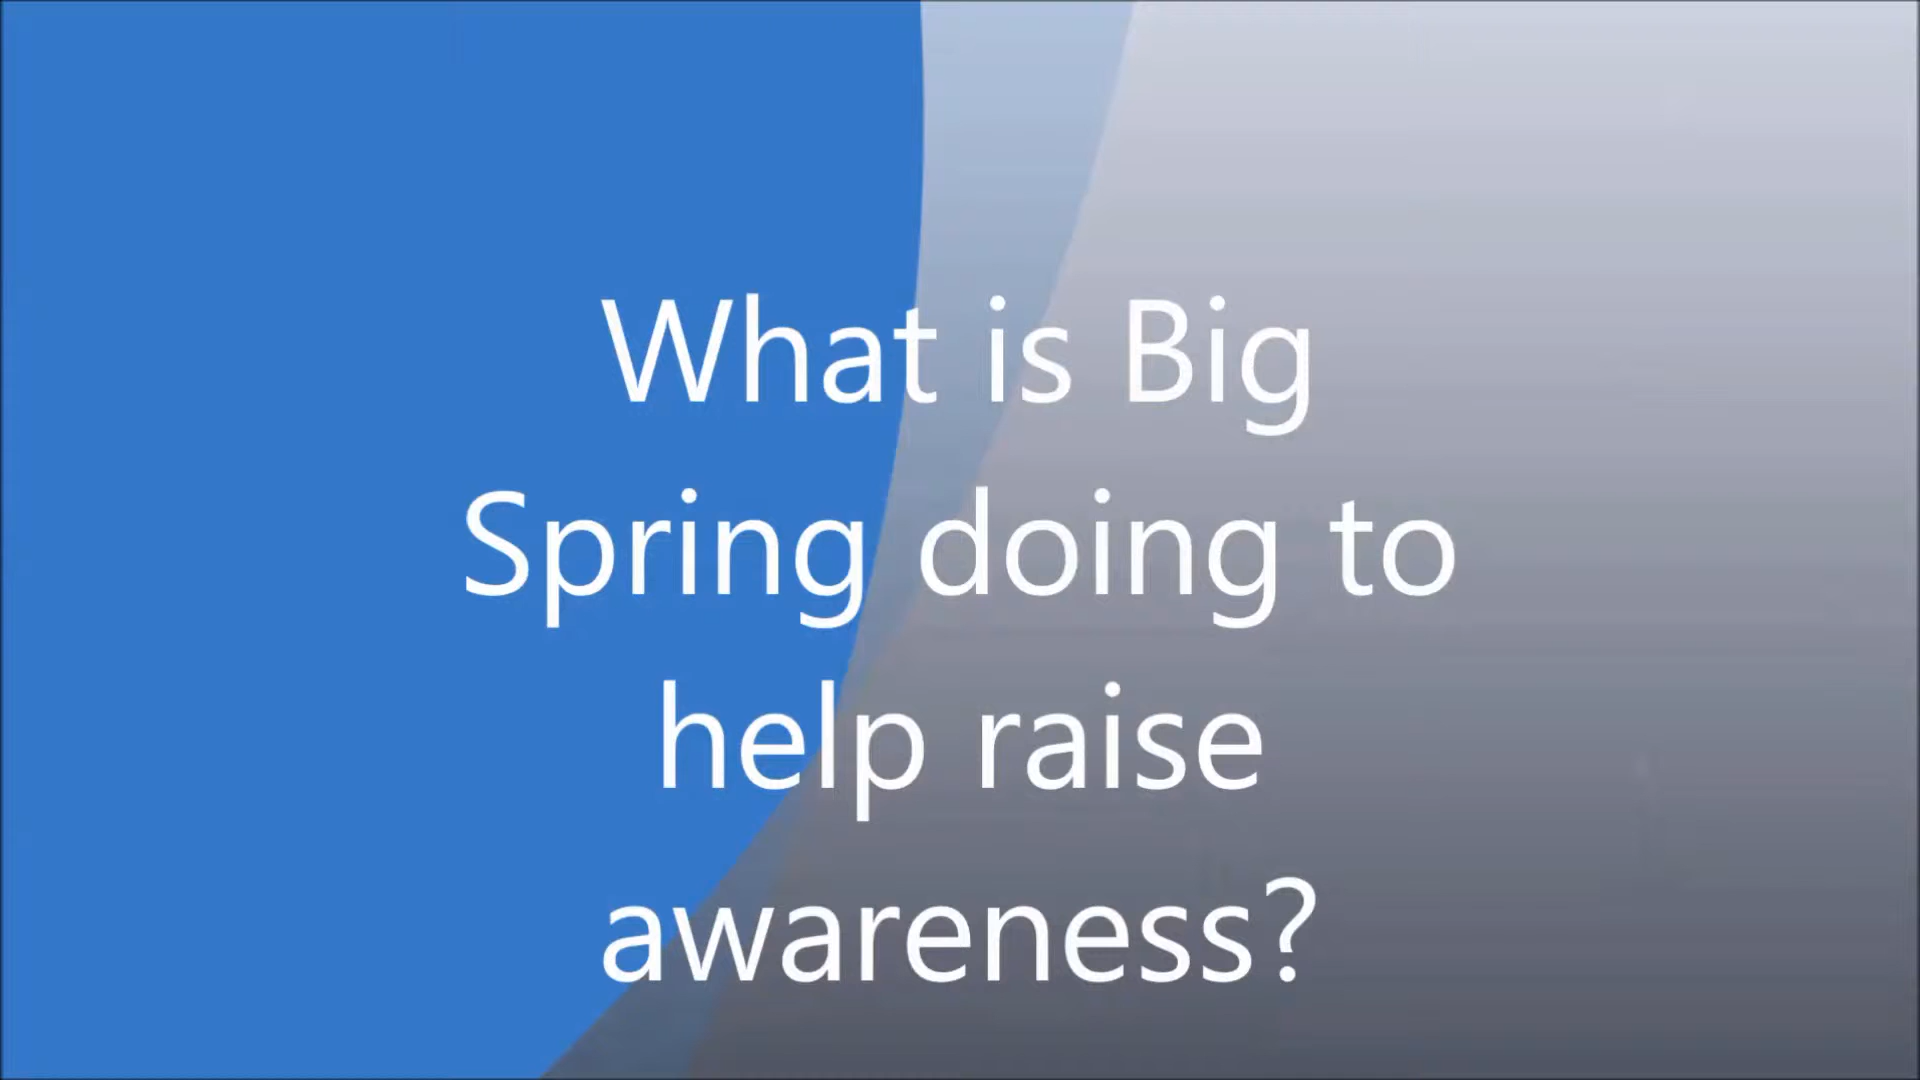 What is Big
Spring doing to
help raise
awareness?